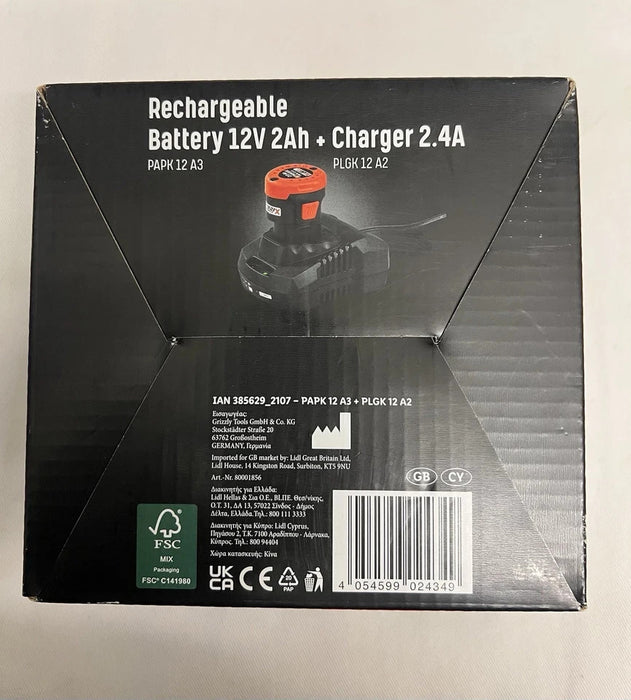 Rechargeable
Battery 12V 2Ah + Charger 2.4A
PAPK 12 A3 PLGK 12 A2
IAN 385629_2107 – PAPK 12 A3 + PLGK 12 A2
Εισαγωγέας:
Grizzly Tools GmbH & Co. KG
Stockstädter Straße 20
63762 Großostheim
GERMANY, Γερμανία
Imported for GB market by: Lidl Great Britain Ltd,
Lidl House, 14 Kingston Road, Surbiton, KT5 9NU
Art.-Nr. 80001856
GB CY
Διακινητής για Ελλάδα:
Lidl Hellas & Σια Ο.Ε., ΒΙ.ΠΕ. Θεσ/νίκης,
Ο.Τ. 31, ΔΑ 13, 57022 Σίνδος - Δήμος
Δέλτα, Ελλάδα.Τηλ.: 800 111 3333
Διακινητής για Κύπρο: Lidl Cyprus,
Πηγάσου 2, Τ.Κ. 7100 Αραδίππου - Λάρνακα,
Κύπρος. Τηλ.: 800 94404
Χώρα κατασκευής: Κίνα
FSC
MIX
Packaging
FSC® C141980
UK
CA
CE
20
PAP
4 054599 024349